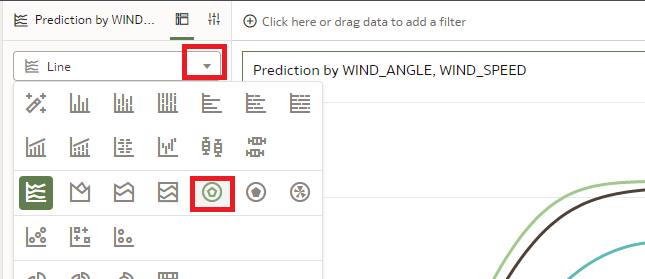 Prediction by WIND...
Click here or drag data to add a filter
Line
Prediction by WIND_ANGLE, WIND_SPEED